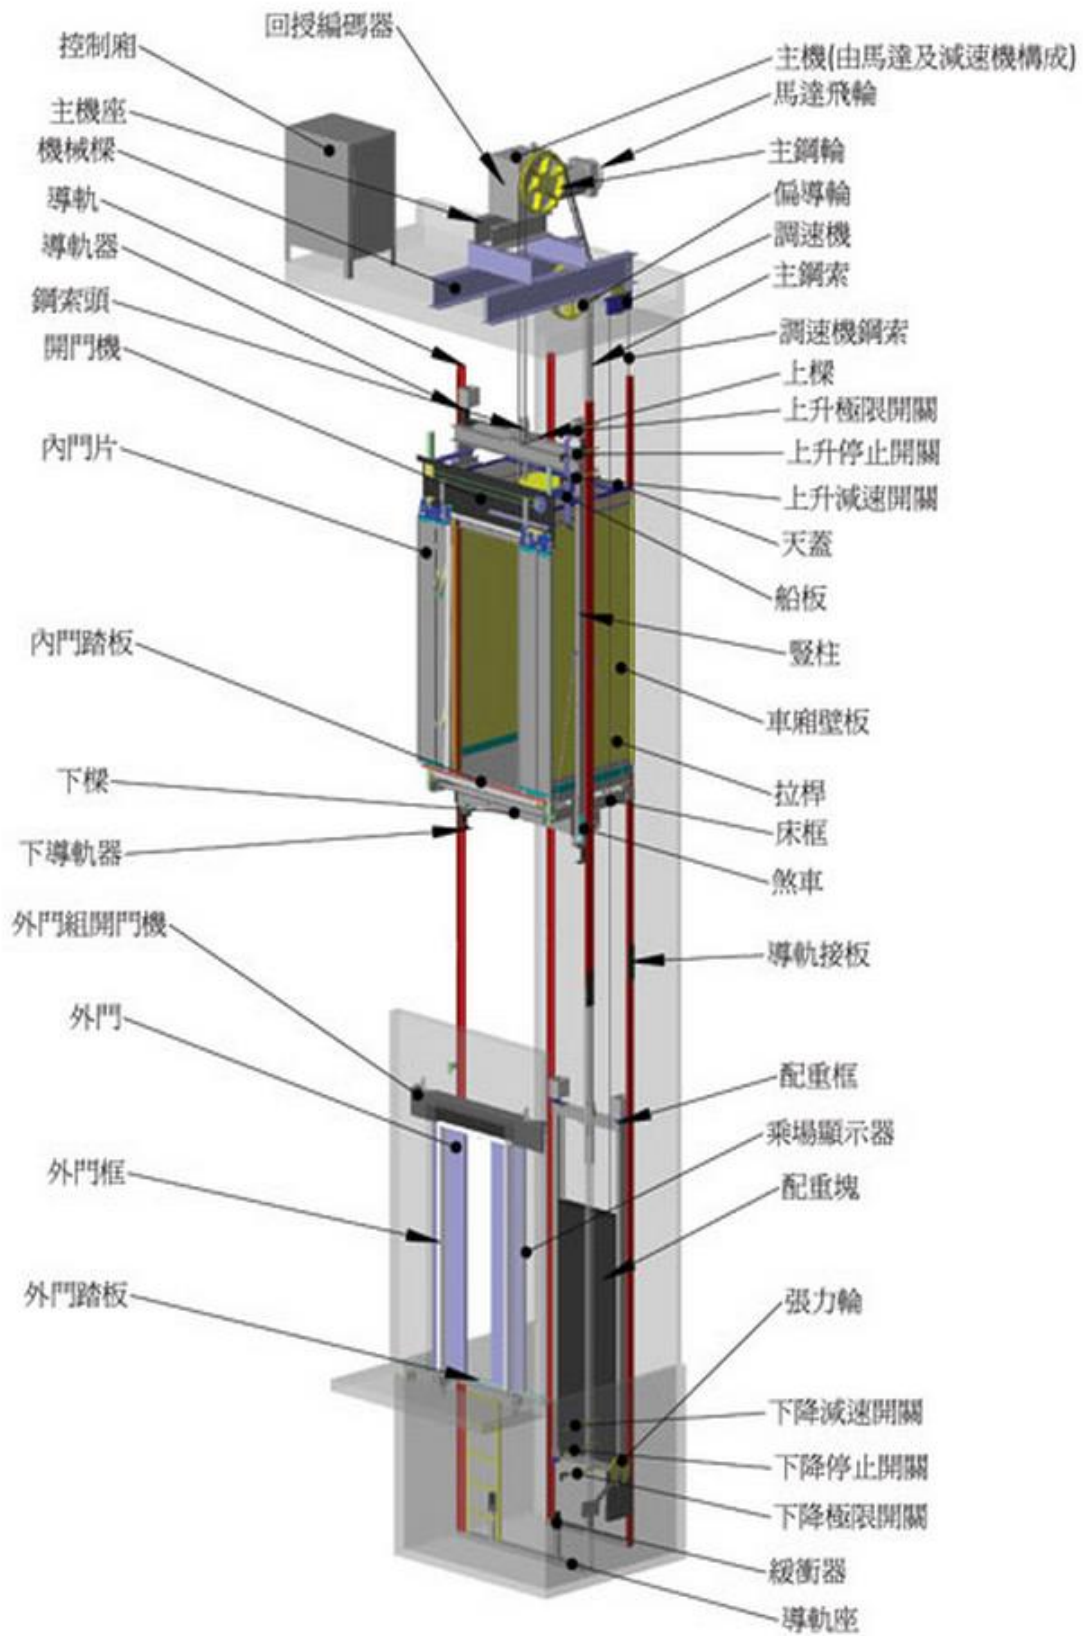 回授編碼器
控制廂
主機座
機械樑
導軌
導軌器
鋼索頭
開門機
內門片
內門踏板
下樑
下導軌器
外門組開門機
外門
外門框
外門踏板
主機(由馬達及減速機構成)
馬達飛輪
主鋼輪
偏導輪
調速機
主鋼索
調速機鋼索
上樑
上升極限開關
上升停止開關
上升減速開關
天蓋
船板
豎柱
車廂壁板
拉桿
床框
煞車
導軌接板
配重框
乘場顯示器
配重塊
張力輪
下降減速開關
下降停止開關
下降極限開關
緩衝器
導軌座